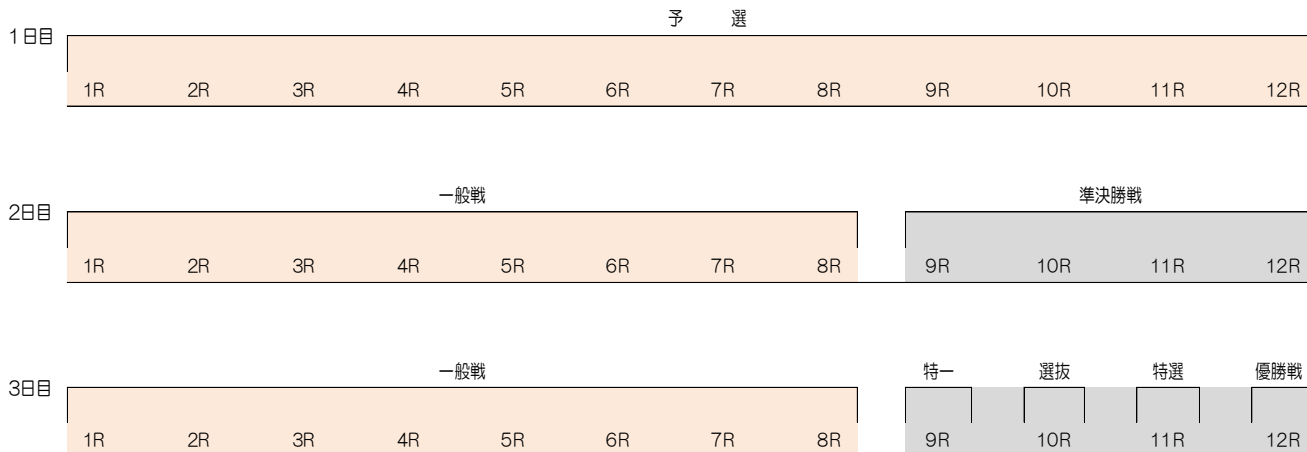 予 選
1日目
1R 2R 3R 4R 5R 6R 7R 8R 9R 10R 11R 12R
一般戦 準決勝戦
2日目
1R 2R 3R 4R 5R 6R 7R 8R 9R 10R 11R 12R
一般戦 特一 選抜 特選 優勝戦
3日目
1R 2R 3R 4R 5R 6R 7R 8R 9R 10R 11R 12R